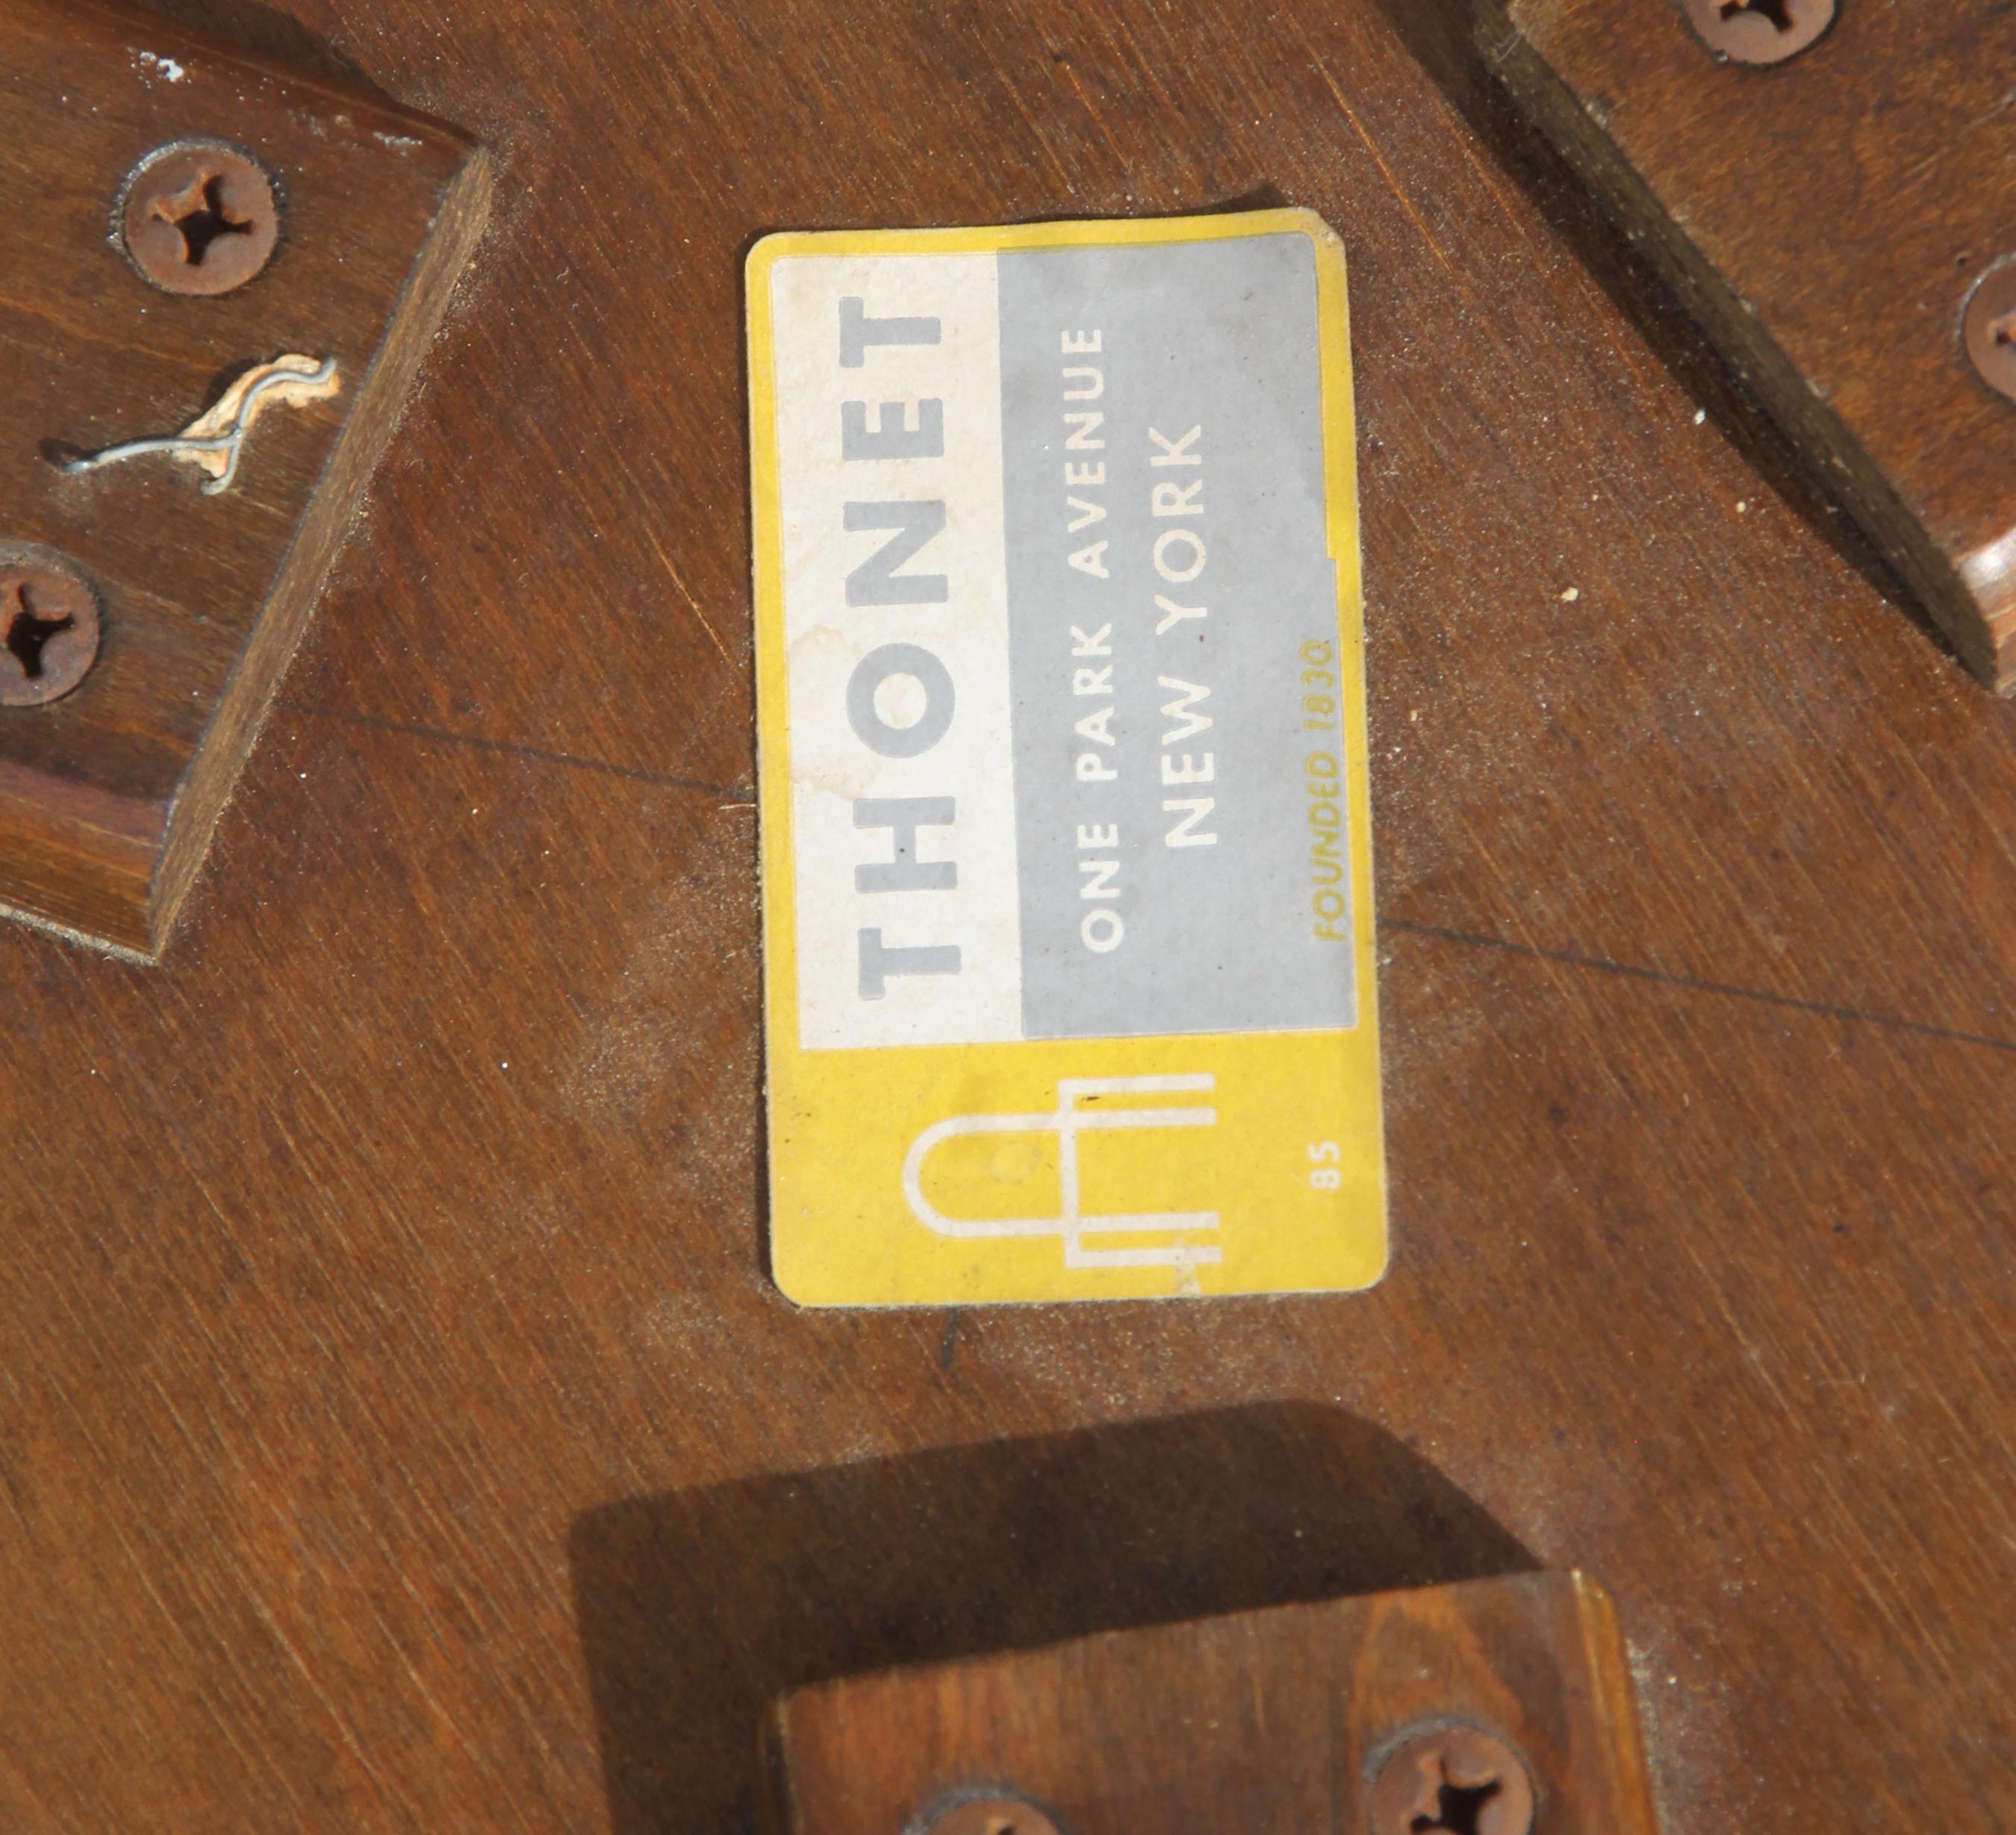 THONET
ONE PARK AVENUE
NEW YORK
FOUNDED 1830
85